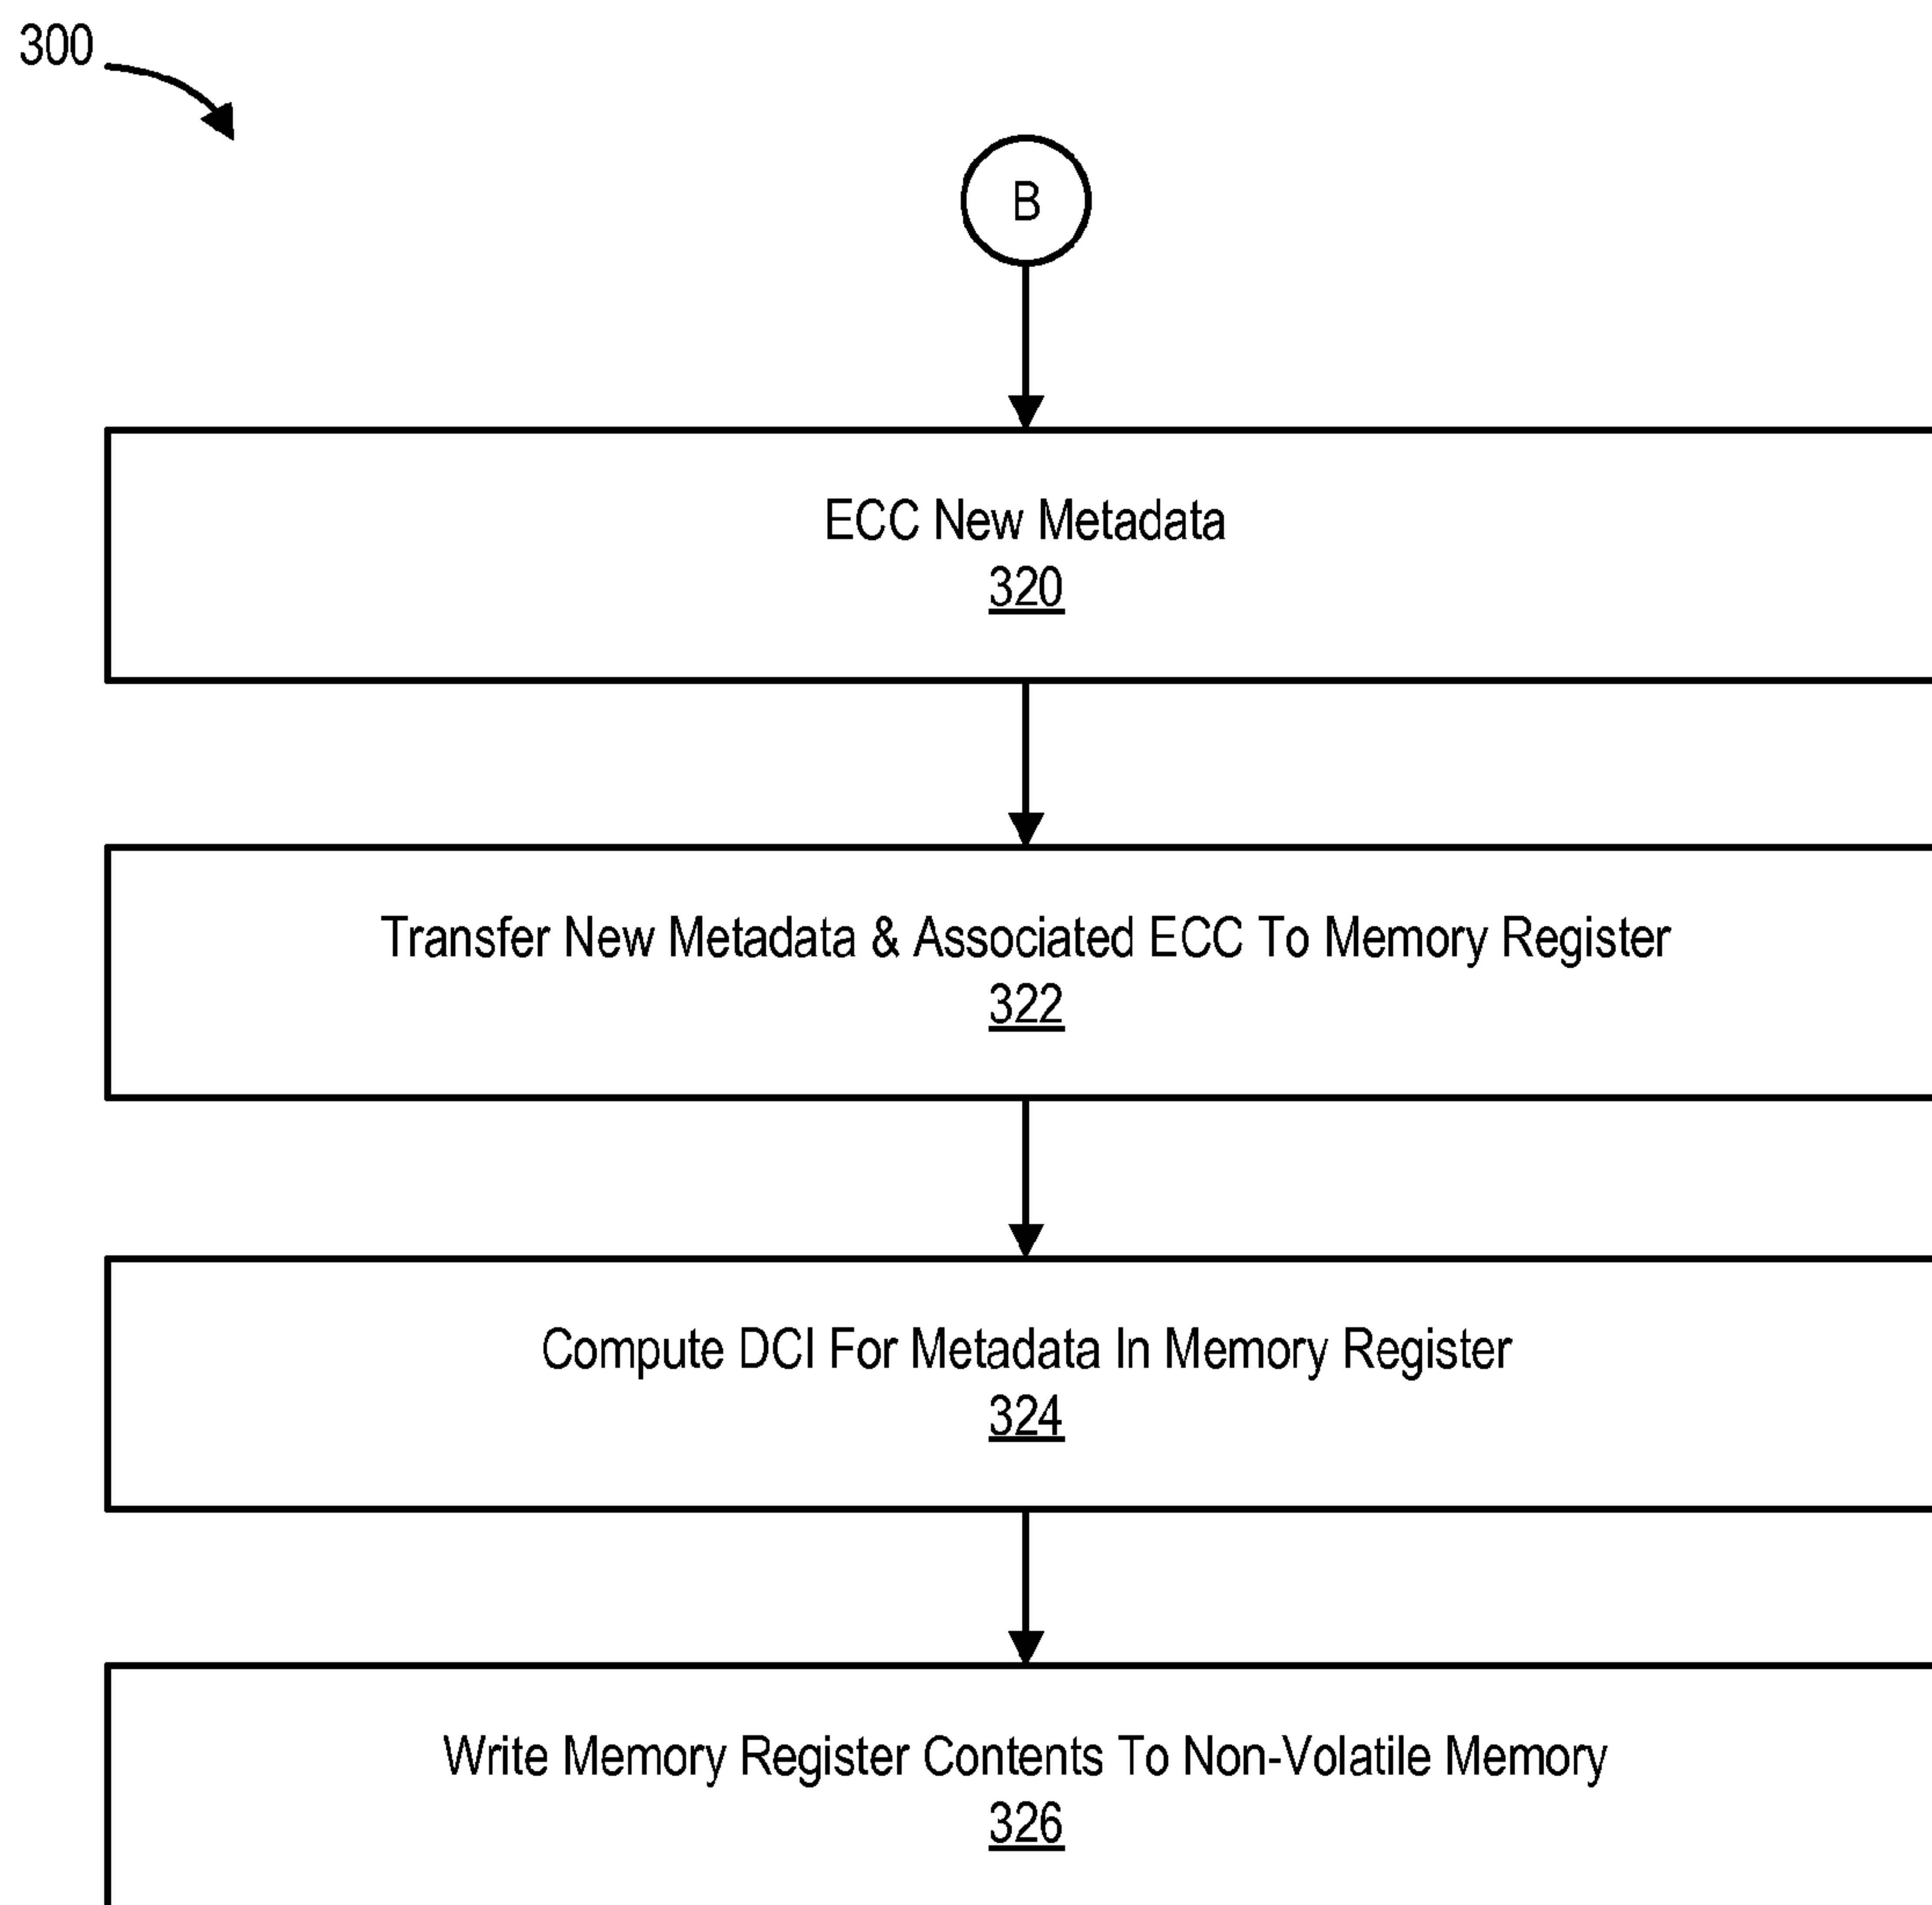 300
B
ECC New Metadata
320
Transfer New Metadata & Associated ECC To Memory Register
322
Compute DCI For Metadata In Memory Register
324
Write Memory Register Contents To Non-Volatile Memory
326